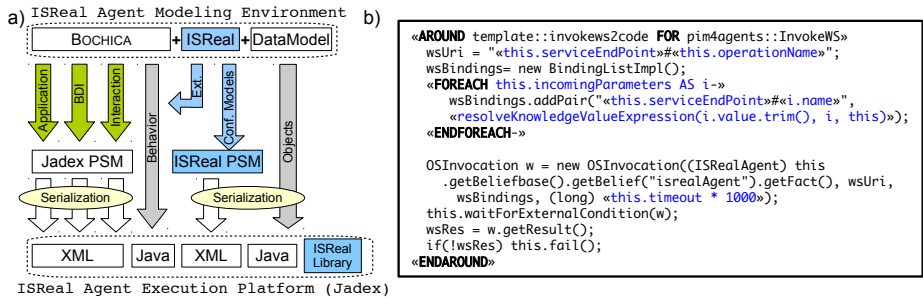 a)
ISReal Agent Modeling Environment
BOCHICA + ISReal + DataModel
Application
BDI
Interaction
Behavior
Ext.
Conf. Models
Objects
Jadex PSM
ISReal PSM
Serialization
Serialization
XML
Java
XML
Java
ISReal
Library
ISReal Agent Execution Platform (Jadex)
b)
«AROUND template::invokews2code FOR pim4agents::InvokeWS»
wsUri = "«this.serviceEndPoint»#«this.operationName»";
wsBindings= new BindingListImpl();
«FOREACH this.incomingParameters AS i-»
wsBindings.addPair("«this.serviceEndPoint»#«i.name»",
«resolveKnowledgeValueExpression(i.value.trim(), i, this)»);
«ENDFOREACH-»
OSInvocation w = new OSInvocation((ISRealAgent) this
.getBeliefbase().getBelief("isrealAgent").getFact(), wsUri,
wsBindings, (long) «this.timeout * 1000»);
this.waitForExternalCondition(w);
wsRes = w.getResult();
if(!wsRes) this.fail();
«ENDAROUND»